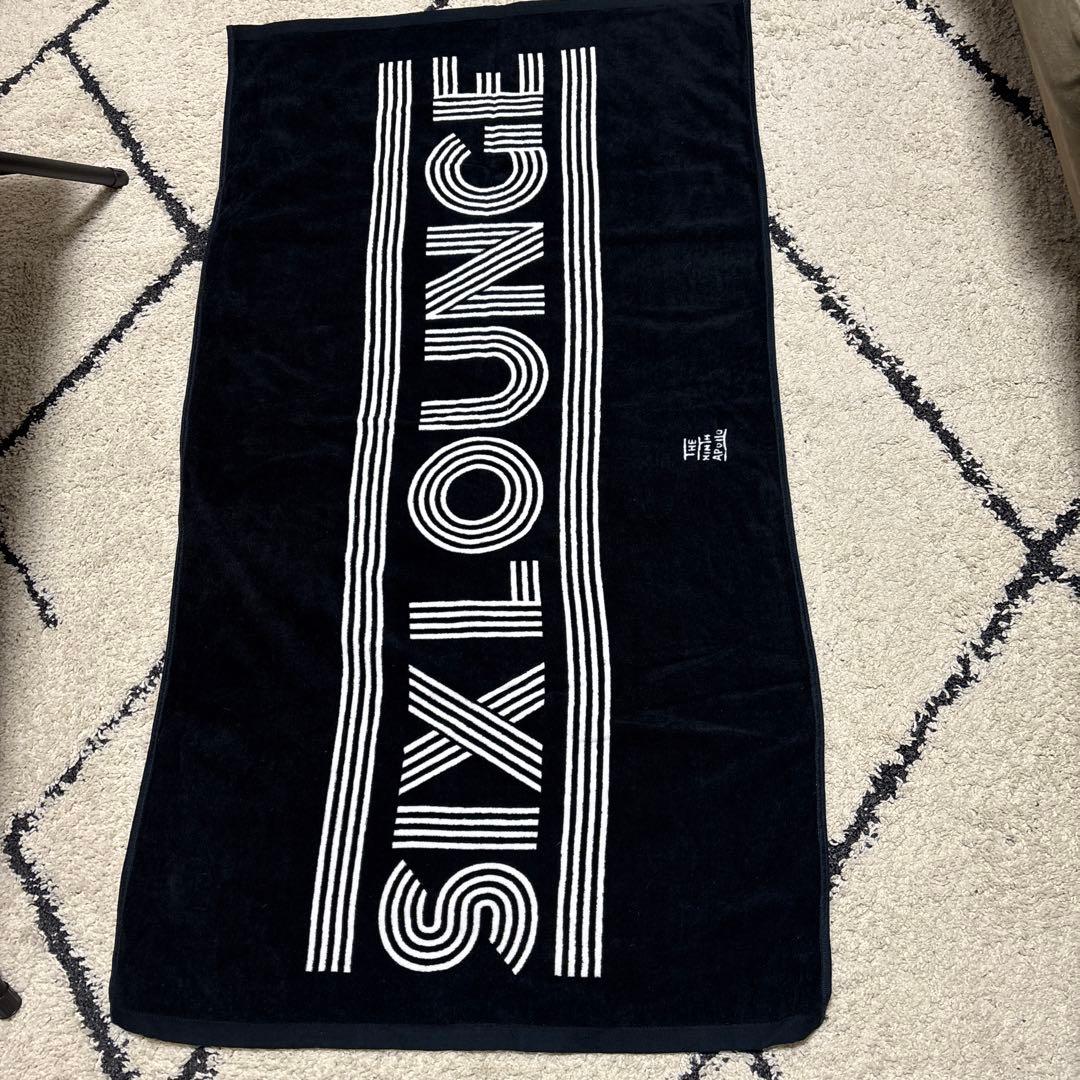 SIX LOUNGE
THE
NINTH
APOLLO